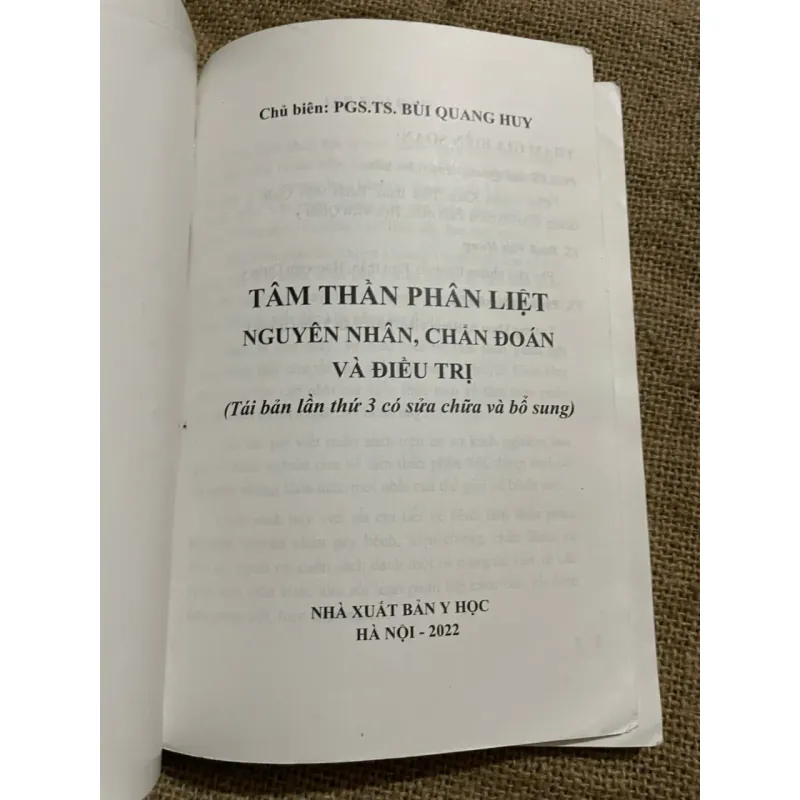 Chủ biên: PGS.TS. BÙI QUANG HUY
TÂM THẦN PHÂN LIỆT
NGUYÊN NHÂN, CHẨN ĐOÁN
VÀ ĐIỀU TRỊ
(Tái bản lần thứ 3 có sửa chữa và bổ sung)
NHÀ XUẤT BẢN Y HỌC
HÀ NỘI - 2022